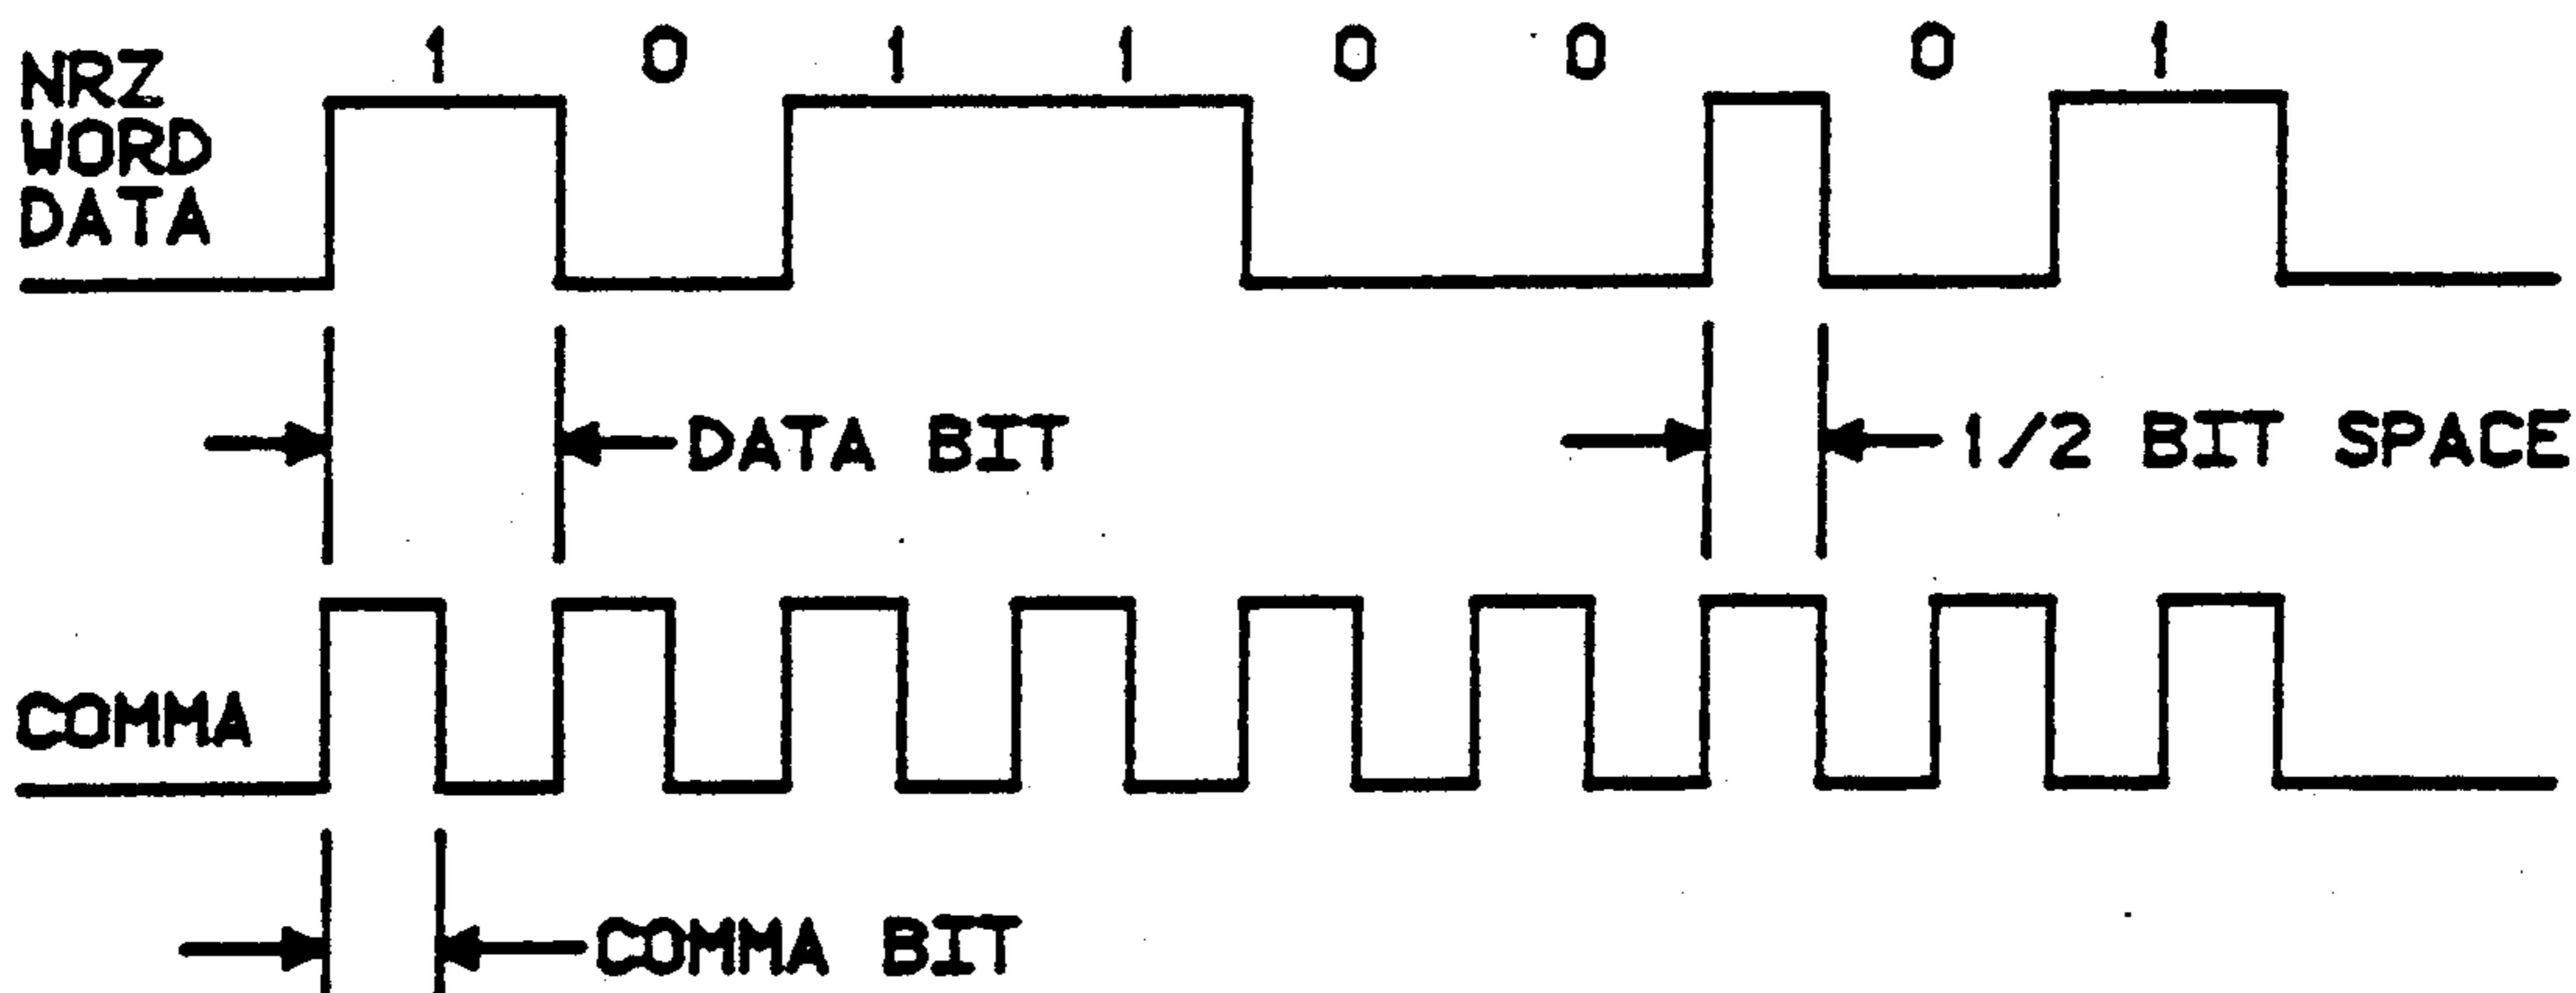 1 0 1 1 0 0 0 1
NRZ
WORD
DATA
DATA BIT
1/2 BIT SPACE
COMMA
COMMA BIT